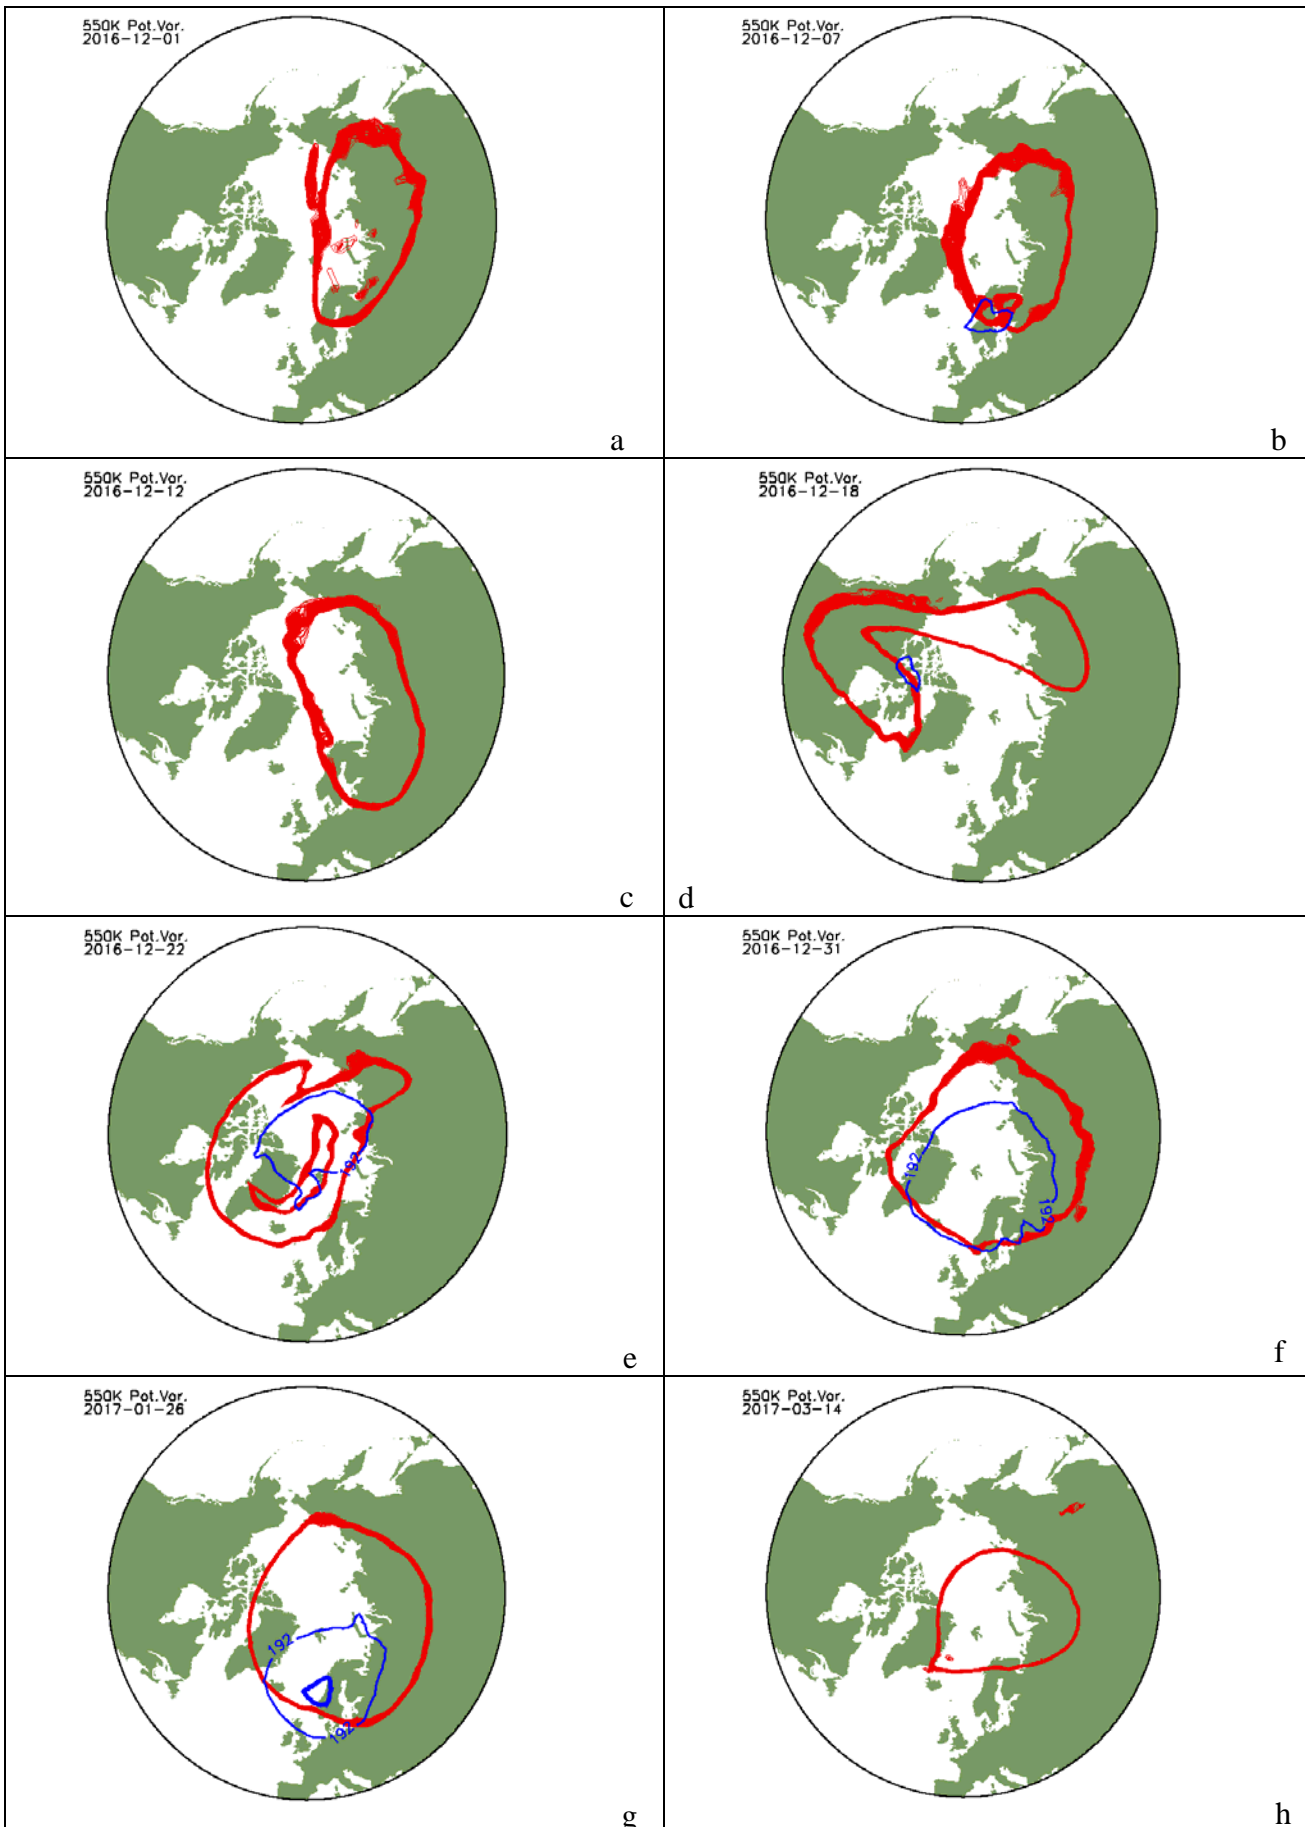 550K Pot.Vor.
2016-12-01
a
550K Pot.Vor.
2016-12-07
b
550K Pot.Vor.
2016-12-12
c
550K Pot.Vor.
2016-12-18
d
550K Pot.Vor.
2016-12-22
192
e
550K Pot.Vor.
2016-12-31
192
192
f
550K Pot.Vor.
2017-01-26
192
192
g
550K Pot.Vor.
2017-03-14
h